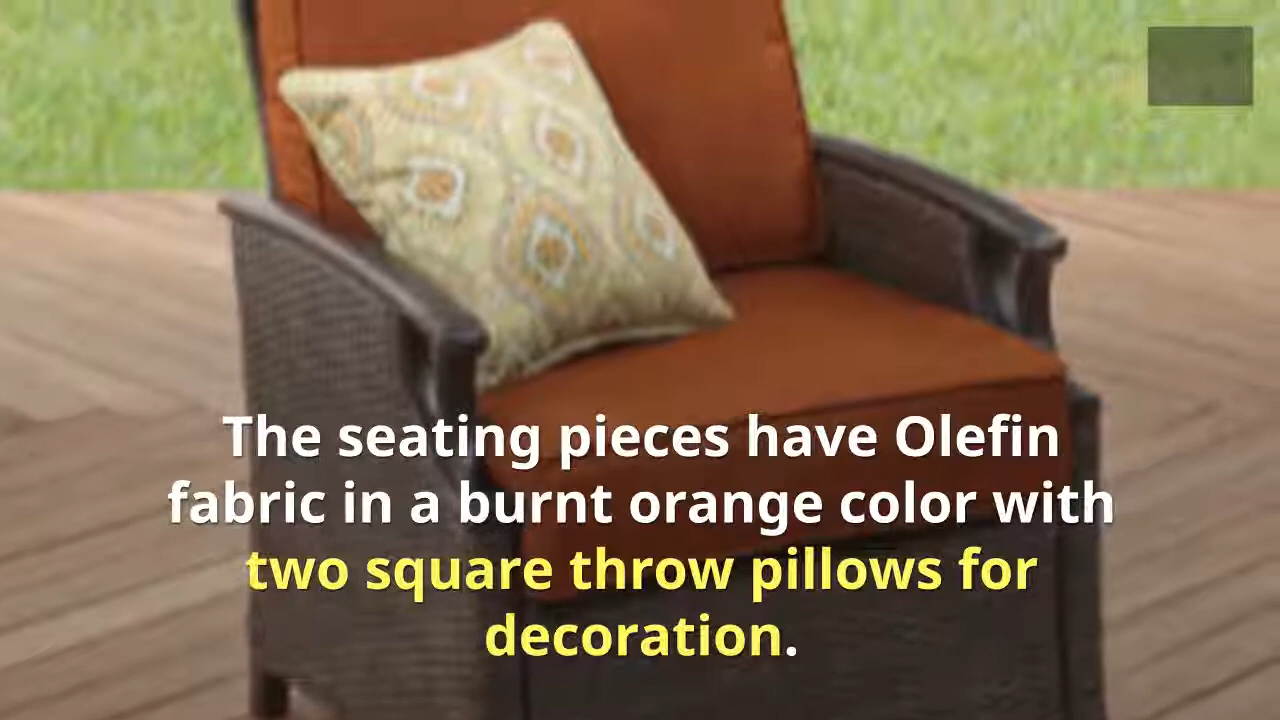 The seating pieces have Olefin
fabric in a burnt orange color with
two square throw pillows for
decoration.